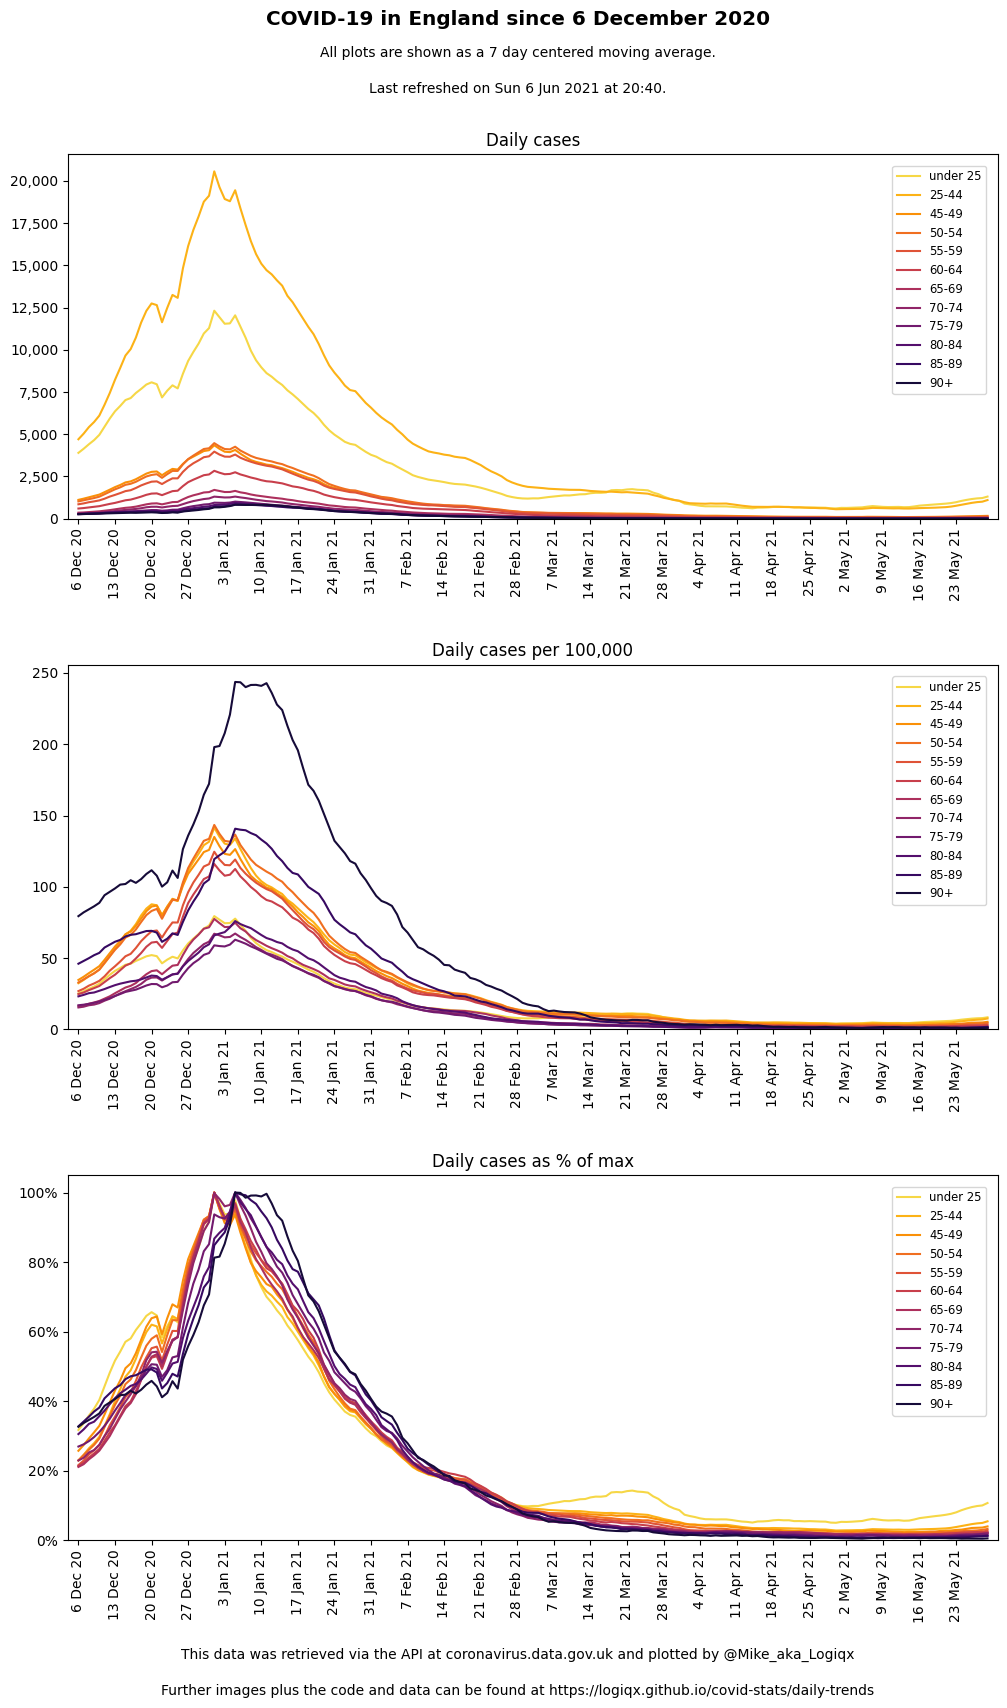 COVID-19 in England since 6 December 2020
All plots are shown as a 7 day centered moving average.
Last refreshed on Sun 6 Jun 2021 at 20:40.
Daily cases
20,000
17,500
15,000
12,500
10,000
7,500
5,000
2,500
0
under 25
25-44
45-49
50-54
55-59
60-64
65-69
70-74
75-79
80-84
85-89
90+
6 Dec 20
13 Dec 20
20 Dec 20
27 Dec 20
3 Jan 21
10 Jan 21
17 Jan 21
24 Jan 21
31 Jan 21
7 Feb 21
14 Feb 21
21 Feb 21
28 Feb 21
7 Mar 21
14 Mar 21
21 Mar 21
28 Mar 21
4 Apr 21
11 Apr 21
18 Apr 21
25 Apr 21
2 May 21
9 May 21
16 May 21
23 May 21
Daily cases per 100,000
250
200
150
100
50
0
under 25
25-44
45-49
50-54
55-59
60-64
65-69
70-74
75-79
80-84
85-89
90+
6 Dec 20
13 Dec 20
20 Dec 20
27 Dec 20
3 Jan 21
10 Jan 21
17 Jan 21
24 Jan 21
31 Jan 21
7 Feb 21
14 Feb 21
21 Feb 21
28 Feb 21
7 Mar 21
14 Mar 21
21 Mar 21
28 Mar 21
4 Apr 21
11 Apr 21
18 Apr 21
25 Apr 21
2 May 21
9 May 21
16 May 21
23 May 21
Daily cases as % of max
100%
80%
60%
40%
20%
0%
under 25
25-44
45-49
50-54
55-59
60-64
65-69
70-74
75-79
80-84
85-89
90+
6 Dec 20
13 Dec 20
20 Dec 20
27 Dec 20
3 Jan 21
10 Jan 21
17 Jan 21
24 Jan 21
31 Jan 21
7 Feb 21
14 Feb 21
21 Feb 21
28 Feb 21
7 Mar 21
14 Mar 21
21 Mar 21
28 Mar 21
4 Apr 21
11 Apr 21
18 Apr 21
25 Apr 21
2 May 21
9 May 21
16 May 21
23 May 21
This data was retrieved via the API at coronavirus.data.gov.uk and plotted by @Mike_aka_Logiqx
Further images plus the code and data can be found at https://logiqx.github.io/covid-stats/daily-trends